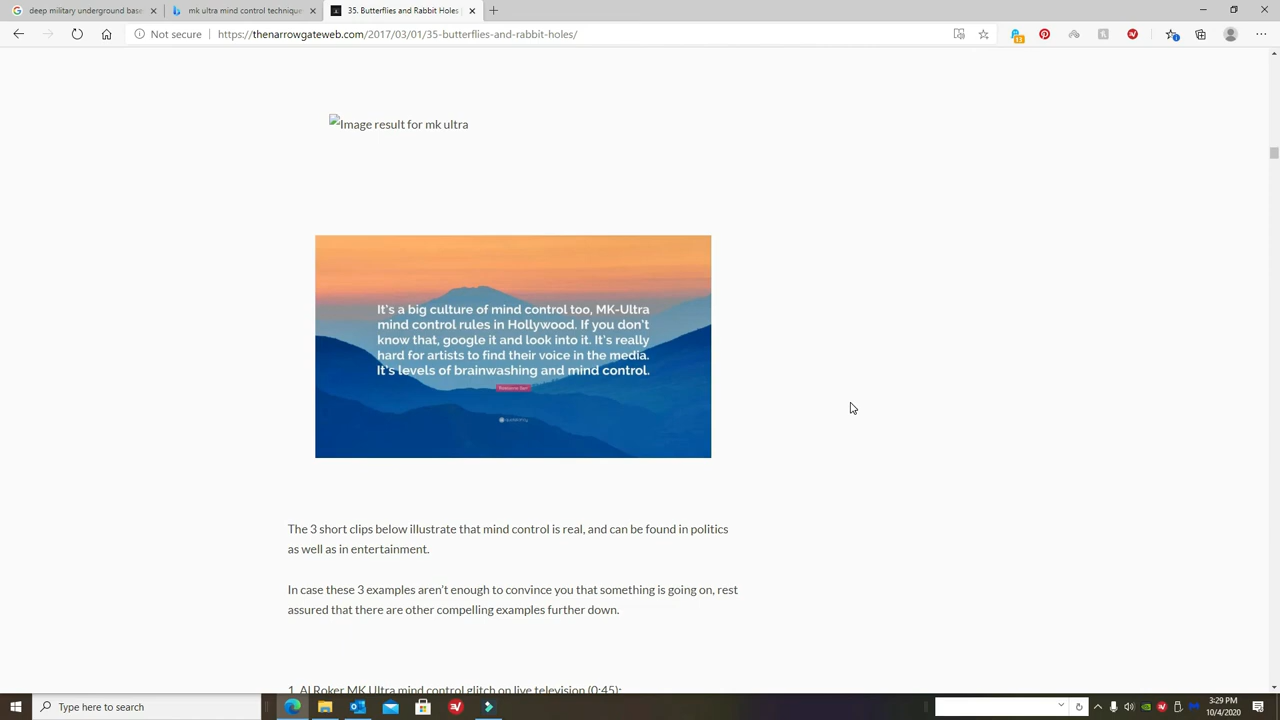 deep military underground base
mk ultra mind control technique
35. Butterflies and Rabbit Holes
Not secure
https://thenarrowgateweb.com/2017/03/01/35-butterflies-and-rabbit-holes/
13
Image result for mk ultra
It's a big culture of mind control too, MK-Ultra
mind control rules in Hollywood. If you don't
know that, google it and look into it. It's really
hard for artists to find their voice in the media.
It's levels of brainwashing and mind control.
The 3 short clips below illustrate that mind control is real, and can be found in politics
as well as in entertainment.
In case these 3 examples aren't enough to convince you that something is going on, rest
assured that there are other compelling examples further down.
1. Al Roker MK Ultra mind control glitch on live television (0:45):
Type here to search
3:29 PM
10/4/2020